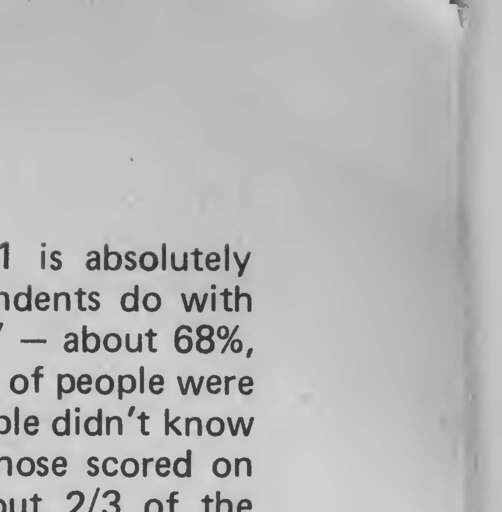 1 is absolutely
ndents do with
— about 68%,
of people were
ple didn't know
hose scored on
out 2/3 of the